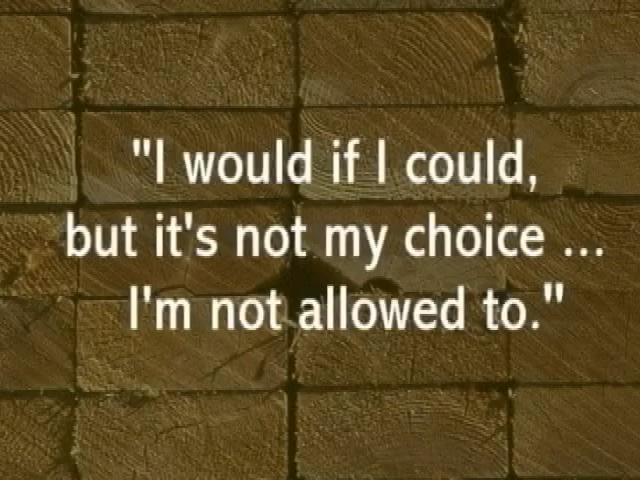 "I would if I could,
but it's not my choice ...
I'm not allowed to."